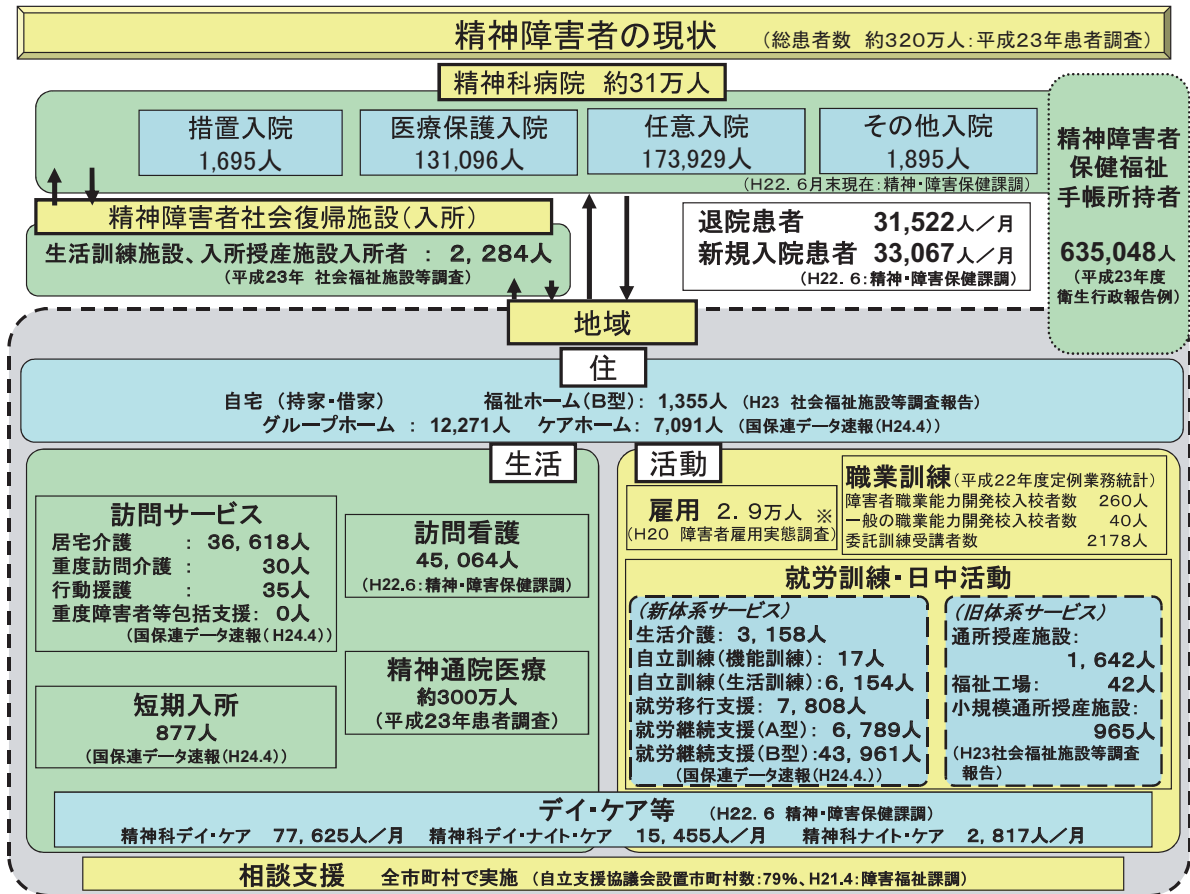 精神障害者の現状 (総患者数 約320万人:平成23年患者調査)
精神科病院 約31万人
措置入院
1,695人
医療保護入院
131,096人
任意入院
173,929人
その他入院
1,895人
(H22. 6月末現在:精神・障害保健課調)
精神障害者
保健福祉
手帳所持者
635,048人
(平成23年度
衛生行政報告例)
精神障害者社会復帰施設(入所)
生活訓練施設、入所授産施設入所者 : 2, 284人
(平成23年 社会福祉施設等調査)
退院患者 31,522人/月
新規入院患者 33,067人/月
(H22. 6:精神・障害保健課調)
地域
住
自宅 (持家・借家) 福祉ホーム(B型): 1,355人 (H23 社会福祉施設等調査報告)
グループホーム : 12,271人 ケアホーム: 7,091人 (国保連データ速報(H24.4))
生活
訪問サービス
居宅介護 : 36, 618人
重度訪問介護 : 30人
行動援護 : 35人
重度障害者等包括支援: 0人
(国保連データ速報(H24.4))
訪問看護
45, 064人
(H22.6:精神・障害保健課調)
短期入所
877人
(国保連データ速報(H24.4))
精神通院医療
約300万人
(平成23年患者調査)
活動
雇用 2. 9万人 ※
(H20 障害者雇用実態調査)
職業訓練(平成22年度定例業務統計)
障害者職業能力開発校入校者数 260人
一般の職業能力開発校入校者数 40人
委託訓練受講者数 2178人
就労訓練・日中活動
(新体系サービス)
生活介護: 3, 158人
自立訓練(機能訓練): 17人
自立訓練(生活訓練):6, 154人
就労移行支援: 7, 808人
就労継続支援(A型): 6, 789人
就労継続支援(B型):43, 961人
(国保連データ速報(H24.4.))
(旧体系サービス)
通所授産施設:
1, 642人
福祉工場: 42人
小規模通所授産施設:
965人
(H23社会福祉施設等調査
報告)
デイ・ケア等 (H22. 6 精神・障害保健課調)
精神科デイ・ケア 77, 625人/月 精神科デイ・ナイト・ケア 15, 455人/月 精神科ナイト・ケア 2, 817人/月
相談支援 全市町村で実施 (自立支援協議会設置市町村数:79%、H21.4:障害福祉課調)